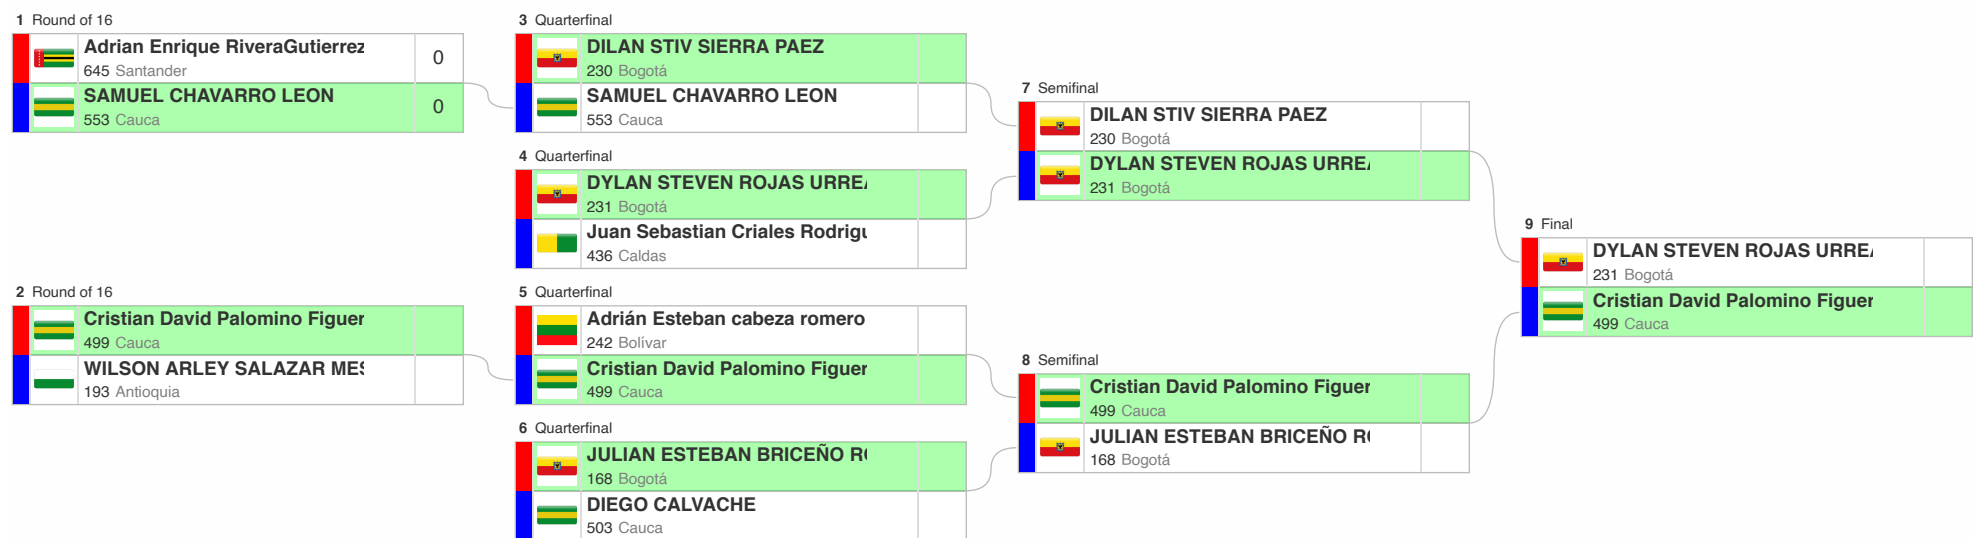 1 Round of 16
Adrian Enrique RiveraGutierrez
645 Santander
0
SAMUEL CHAVARRO LEON
553 Cauca
0
2 Round of 16
Cristian David Palomino Figuer
499 Cauca
WILSON ARLEY SALAZAR MES
193 Antioquia
3 Quarterfinal
DILAN STIV SIERRA PAEZ
230 Bogotá
SAMUEL CHAVARRO LEON
553 Cauca
4 Quarterfinal
DYLAN STEVEN ROJAS URREA
231 Bogotá
Juan Sebastian Criales Rodrigu
436 Caldas
5 Quarterfinal
Adrián Esteban cabeza romero
242 Bolívar
Cristian David Palomino Figuer
499 Cauca
6 Quarterfinal
JULIAN ESTEBAN BRICEÑO R
168 Bogotá
DIEGO CALVACHE
503 Cauca
7 Semifinal
DILAN STIV SIERRA PAEZ
230 Bogotá
DYLAN STEVEN ROJAS URREA
231 Bogotá
8 Semifinal
Cristian David Palomino Figuer
499 Cauca
JULIAN ESTEBAN BRICEÑO R
168 Bogotá
9 Final
DYLAN STEVEN ROJAS URREA
231 Bogotá
Cristian David Palomino Figuer
499 Cauca